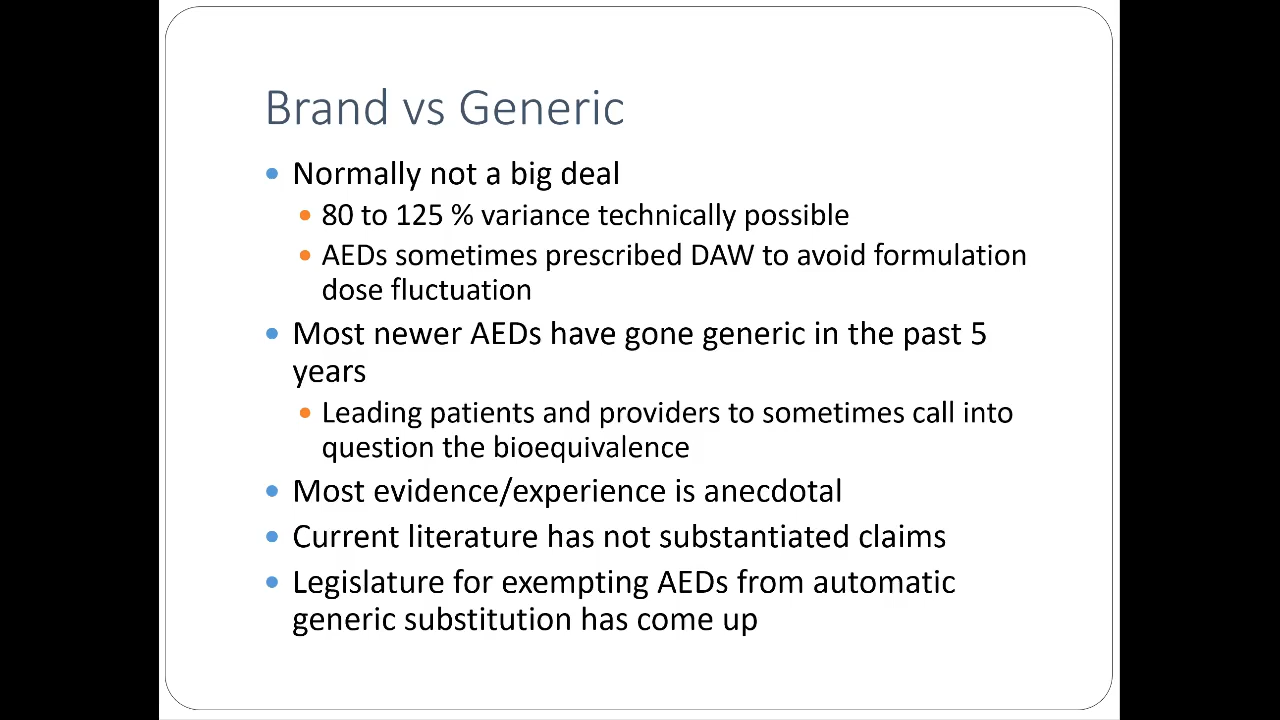 Brand vs Generic
• Normally not a big deal
• 80 to 125 % variance technically possible
• AEDs sometimes prescribed DAW to avoid formulation
dose fluctuation
• Most newer AEDs have gone generic in the past 5
years
• Leading patients and providers to sometimes call into
question the bioequivalence
• Most evidence/experience is anecdotal
• Current literature has not substantiated claims
• Legislature for exempting AEDs from automatic
generic substitution has come up